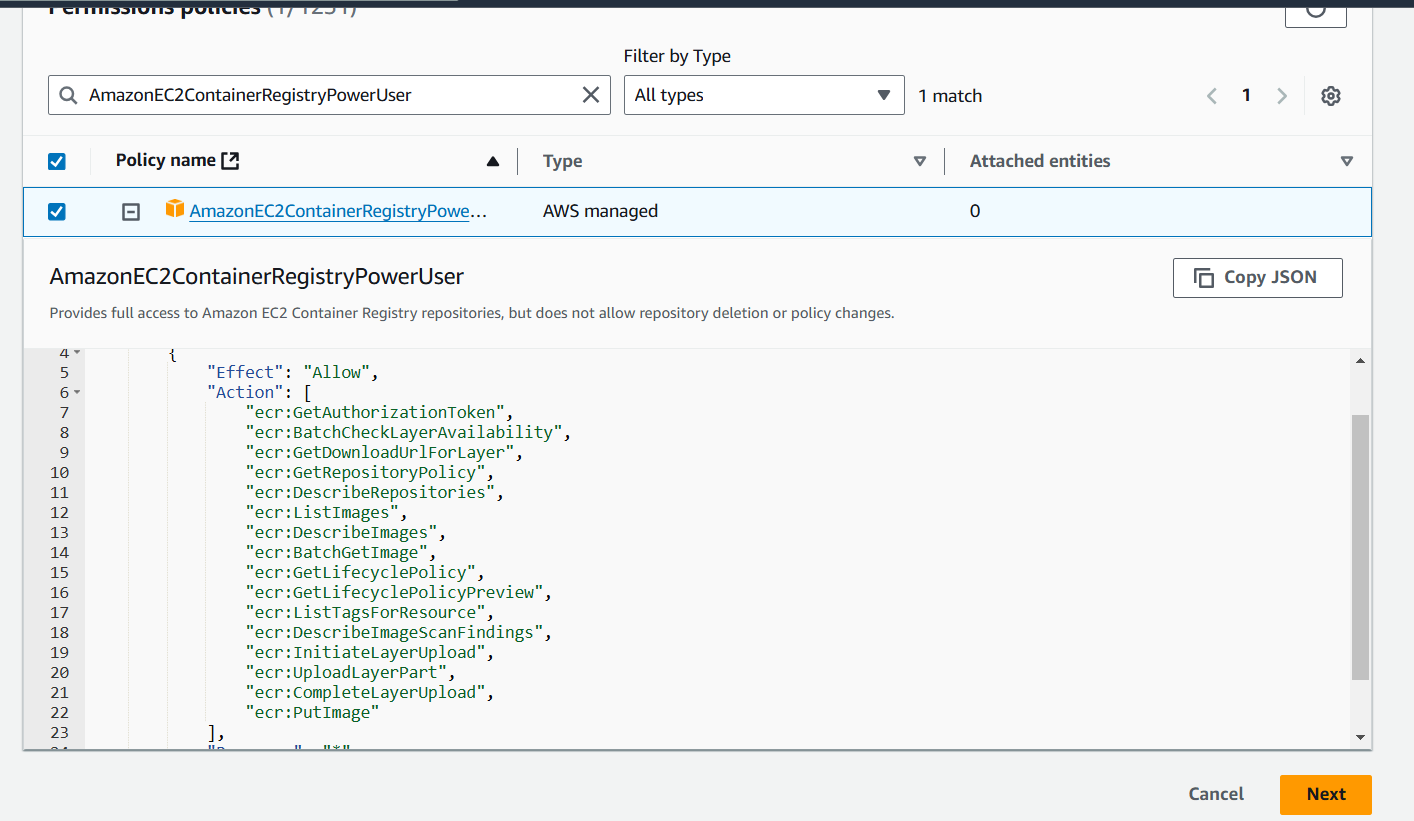 Permissions policies (1/1231)
Filter by Type
AmazonEC2ContainerRegistryPowerUser
All types
1 match
1
Policy name
Type
Attached entities
AmazonEC2ContainerRegistryPowe...
AWS managed
0
AmazonEC2ContainerRegistryPowerUser
Copy JSON
Provides full access to Amazon EC2 Container Registry repositories, but does not allow repository deletion or policy changes.
4 {
5 "Effect": "Allow",
6 "Action": [
7 "ecr:GetAuthorizationToken",
8 "ecr:BatchCheckLayerAvailability",
9 "ecr:GetDownloadUrlForLayer",
10 "ecr:GetRepositoryPolicy",
11 "ecr:DescribeRepositories",
12 "ecr:ListImages",
13 "ecr:DescribeImages",
14 "ecr:BatchGetImage",
15 "ecr:GetLifecyclePolicy",
16 "ecr:GetLifecyclePolicyPreview",
17 "ecr:ListTagsForResource",
18 "ecr:DescribeImageScanFindings",
19 "ecr:InitiateLayerUpload",
20 "ecr:UploadLayerPart",
21 "ecr:CompleteLayerUpload",
22 "ecr:PutImage"
23 ],
Cancel
Next